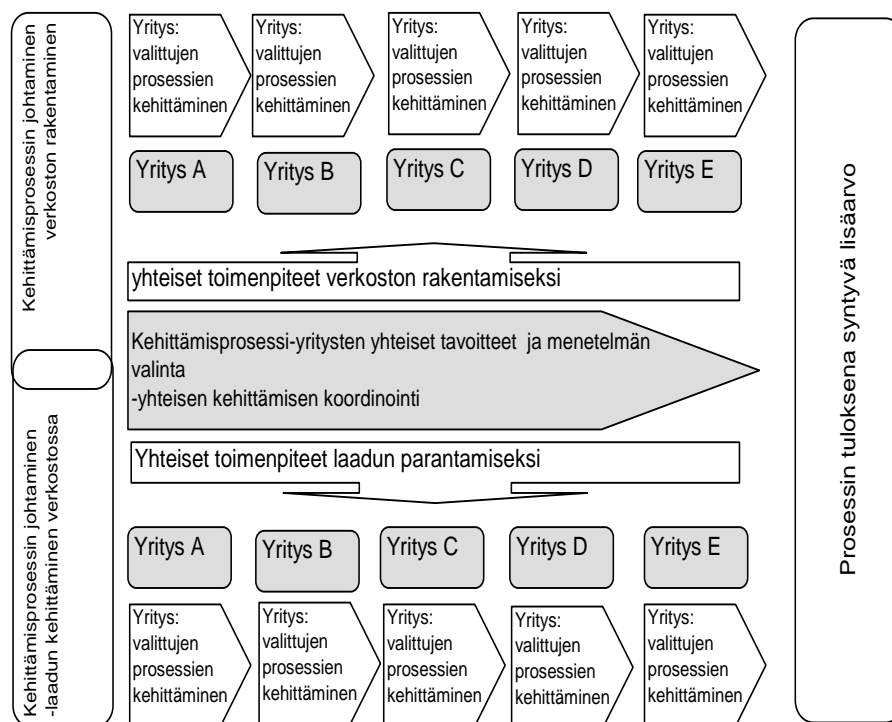 Kehittämisprosessin johtaminen
verkoston rakentaminen
Yritys:
valittujen
prosessien
kehittäminen
Yritys:
valittujen
prosessien
kehittäminen
Yritys:
valittujen
prosessien
kehittäminen
Yritys:
valittujen
prosessien
kehittäminen
Yritys:
valittujen
prosessien
kehittäminen
Yritys A
Yritys B
Yritys C
Yritys D
Yritys E
yhteiset toimenpiteet verkoston rakentamiseksi
Kehittämisprosessi-yritysten yhteiset tavoitteet ja menetelmän
valinta
-yhteisen kehittämisen koordinointi
Yhteiset toimenpiteet laadun parantamiseksi
Kehittämisprosessin johtaminen
-laadun kehittäminen verkostossa
Yritys A
Yritys B
Yritys C
Yritys D
Yritys E
Yritys:
valittujen
prosessien
kehittäminen
Yritys:
valittujen
prosessien
kehittäminen
Yritys:
valittujen
prosessien
kehittäminen
Yritys:
valittujen
prosessien
kehittäminen
Yritys:
valittujen
prosessien
kehittäminen
Prosessin tuloksena syntyvä lisäarvo